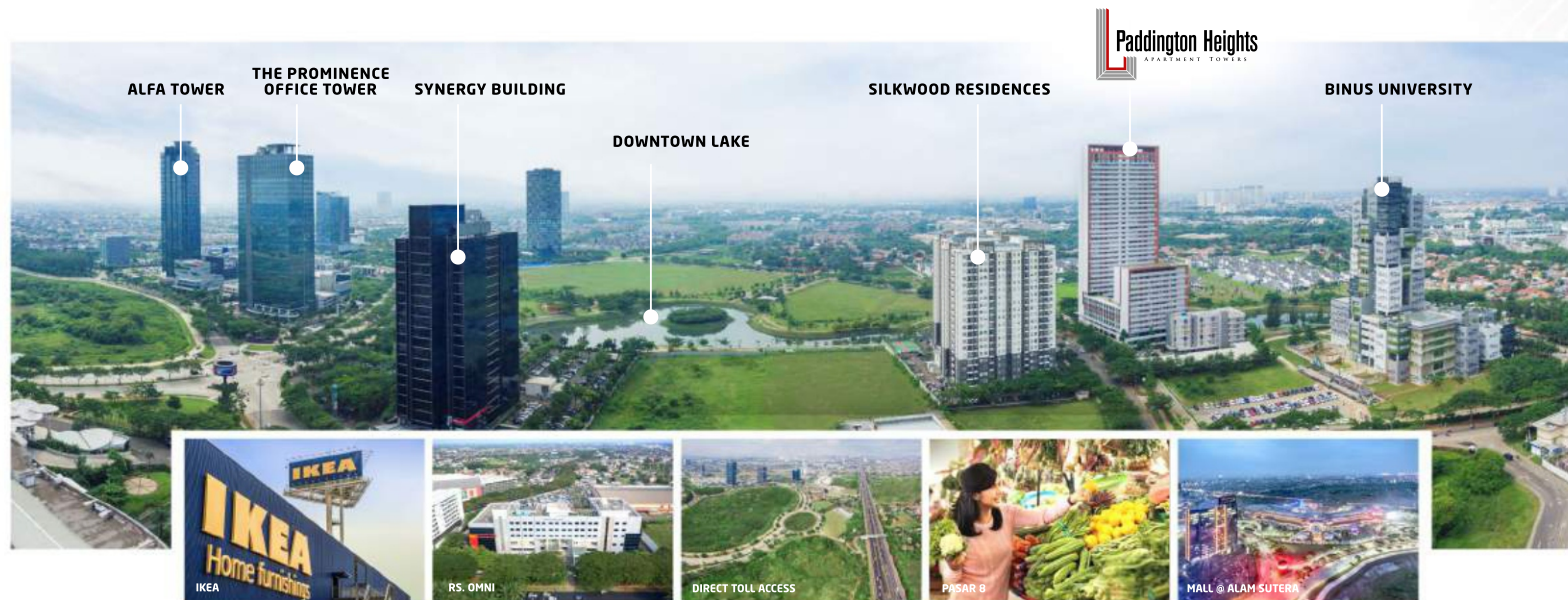 Paddington Heights
APARTMENT TOWERS
ALFA TOWER
THE PROMINENCE
OFFICE TOWER
SYNERGY BUILDING
DOWNTOWN LAKE
SILKWOOD RESIDENCES
BINUS UNIVERSITY
IKEA
IKEA
Home furnishings
IKEA
RS. OMNI
DIRECT TOLL ACCESS
PASAR 8
MALL @ ALAM SUTERA